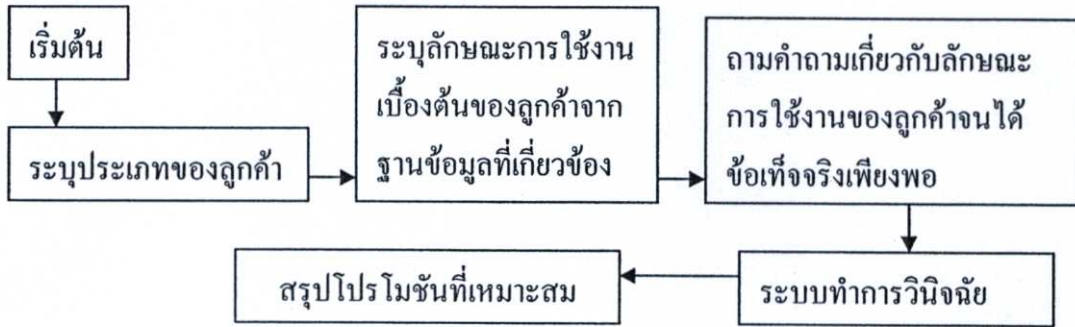 เริ่มต้น
ระบุประเภทของลูกค้า
ระบุลักษณะการใช้งาน
เบื้องต้นของลูกค้าจาก
ฐานข้อมูลที่เกี่ยวข้อง
ถามคำถามเกี่ยวกับลักษณะ
การใช้งานของลูกค้าจนได้
ข้อเท็จจริงเพียงพอ
ระบบทำการวินิจฉัย
สรุปโปรโมชันที่เหมาะสม